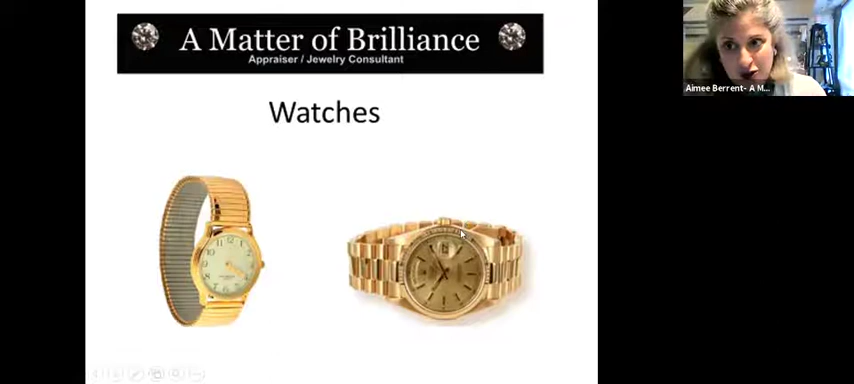 A Matter of Brilliance
Appraiser / Jewelry Consultant
Aimee Berrent- A M...
Watches